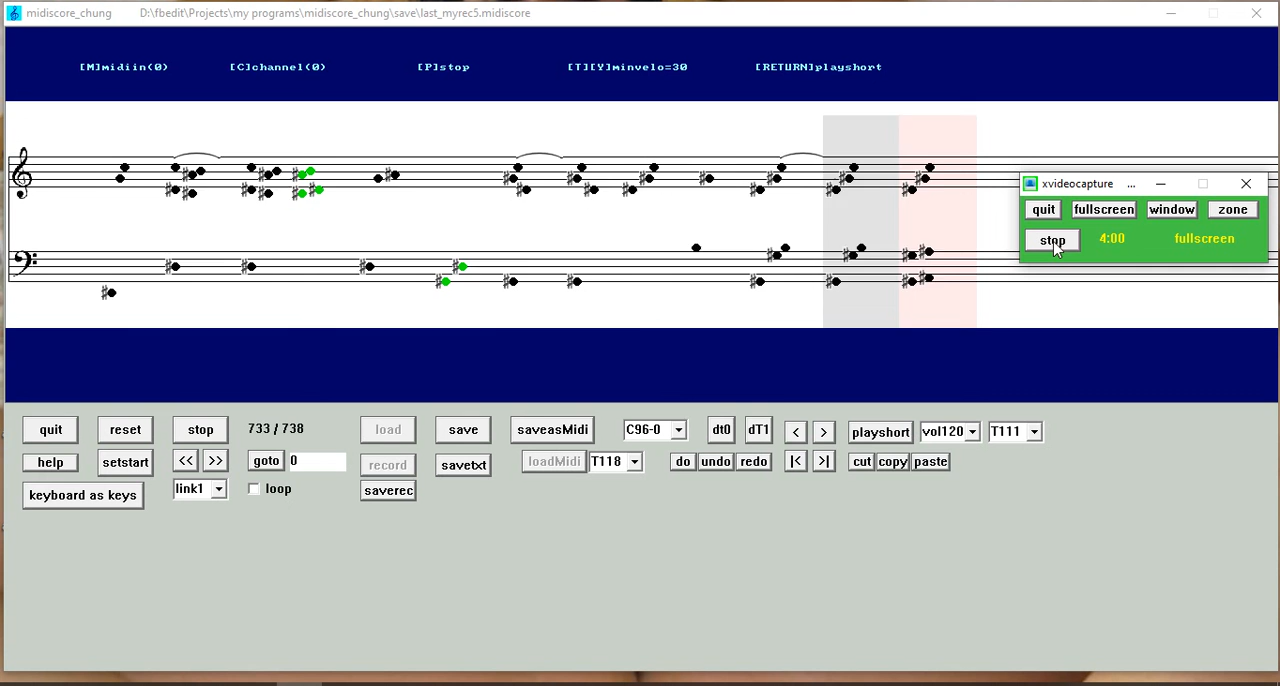 midiscore_chung D:\fbedit\Projects\my programs\midiscore_chung\save\last_myrec5.midiscore
[M]midiin(0) [C]channel(0) [P]stop [T][Y]minvelo=30 [RETURN]playshort
xvideocapture ...
quit fullscreen window zone
stop 4:00 fullscreen
quit reset stop 733 / 738 load save saveasMidi C96-0 dt0 dT1 < > playshort vol120 T111
help setstart << >> goto 0 record savetxt loadMidi T118 do undo redo |< >| cut copy paste
keyboard as keys link1 loop saverec